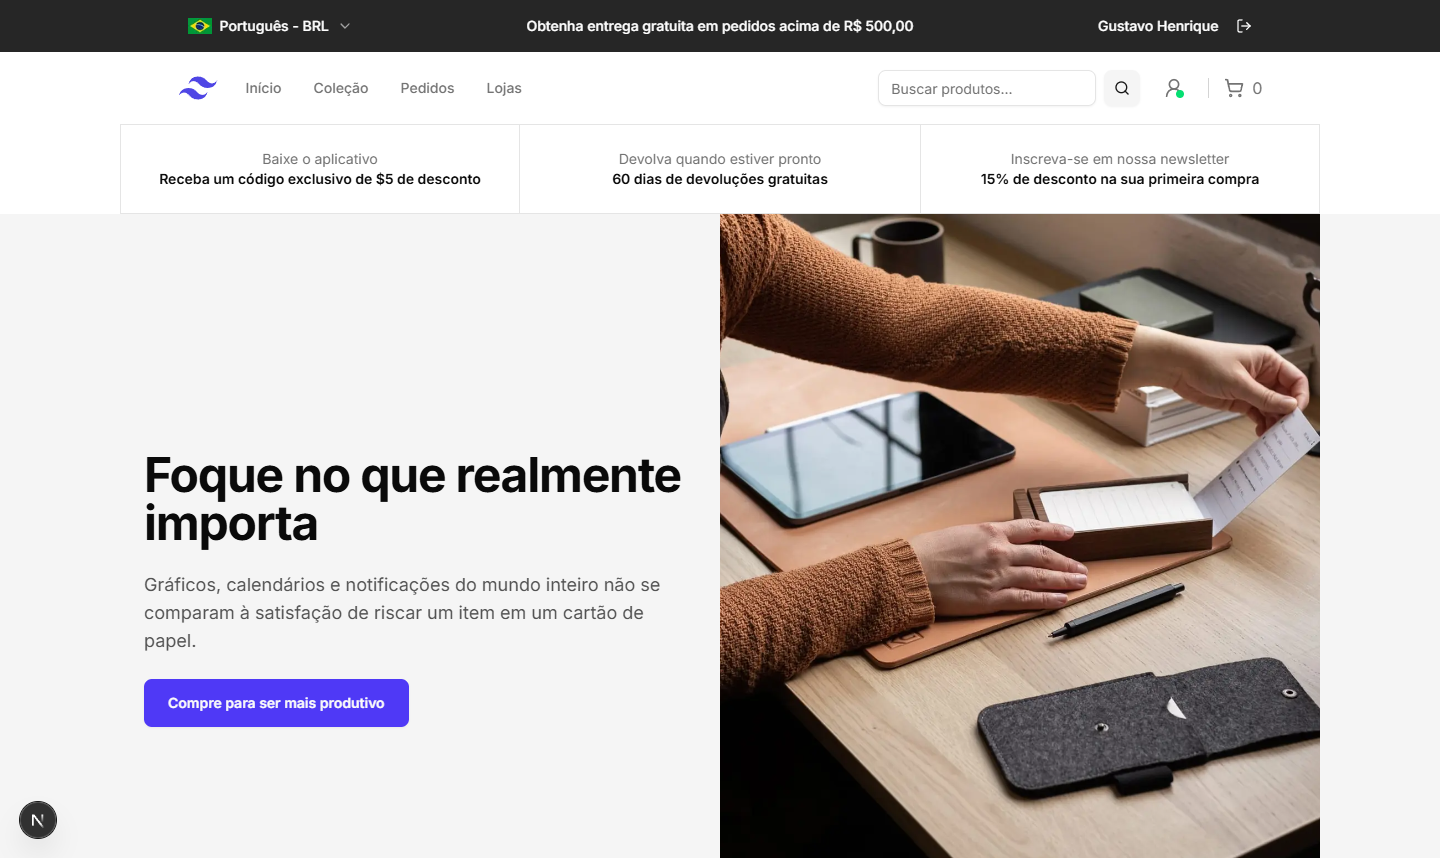 Português - BRL
Obtenha entrega gratuita em pedidos acima de R$ 500,00
Gustavo Henrique
Início
Coleção
Pedidos
Lojas
Buscar produtos...
0
Baixe o aplicativo
Receba um código exclusivo de $5 de desconto
Devolva quando estiver pronto
60 dias de devoluções gratuitas
Inscreva-se em nossa newsletter
15% de desconto na sua primeira compra
Foque no que realmente
importa
Gráficos, calendários e notificações do mundo inteiro não se
comparam à satisfação de riscar um item em um cartão de
papel.
Compre para ser mais produtivo
N